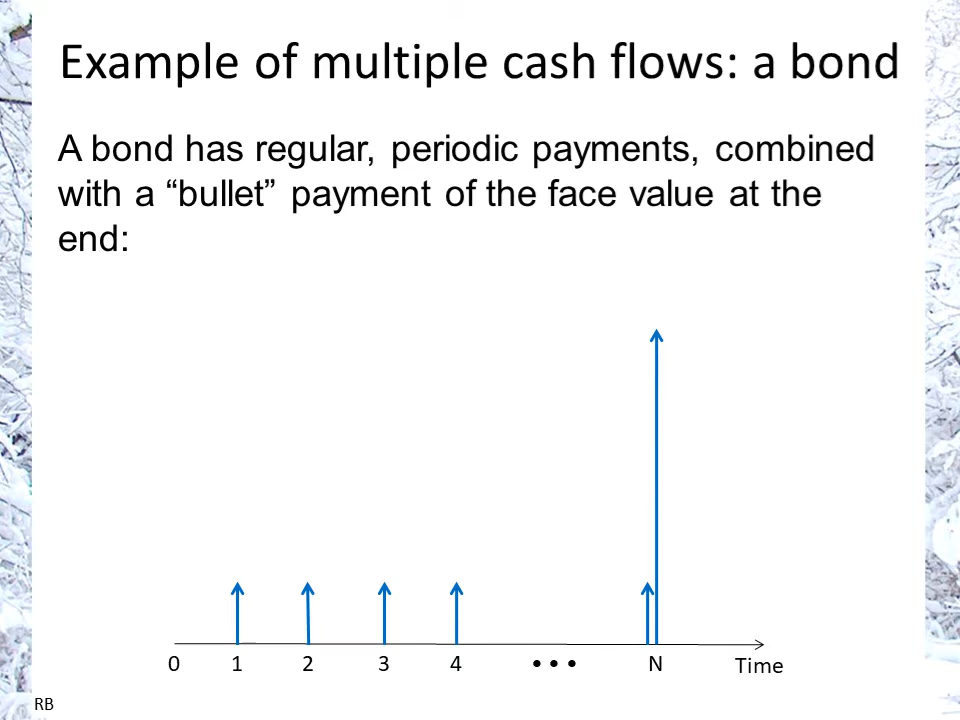 Example of multiple cash flows: a bond
A bond has regular, periodic payments, combined
with a “bullet” payment of the face value at the
end:
0 1 2 3 4 • • • N Time
RB